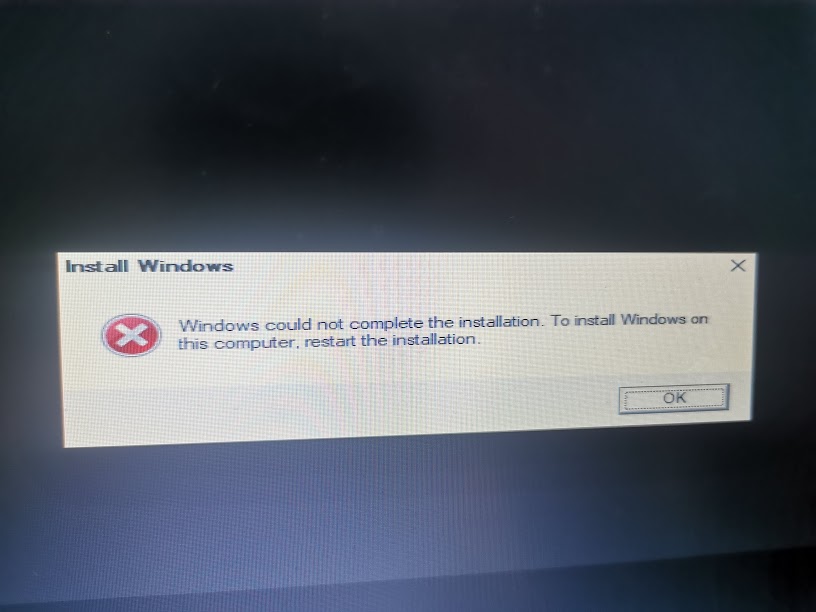 Install Windows
Windows could not complete the installation. To install Windows on
this computer, restart the installation.
OK